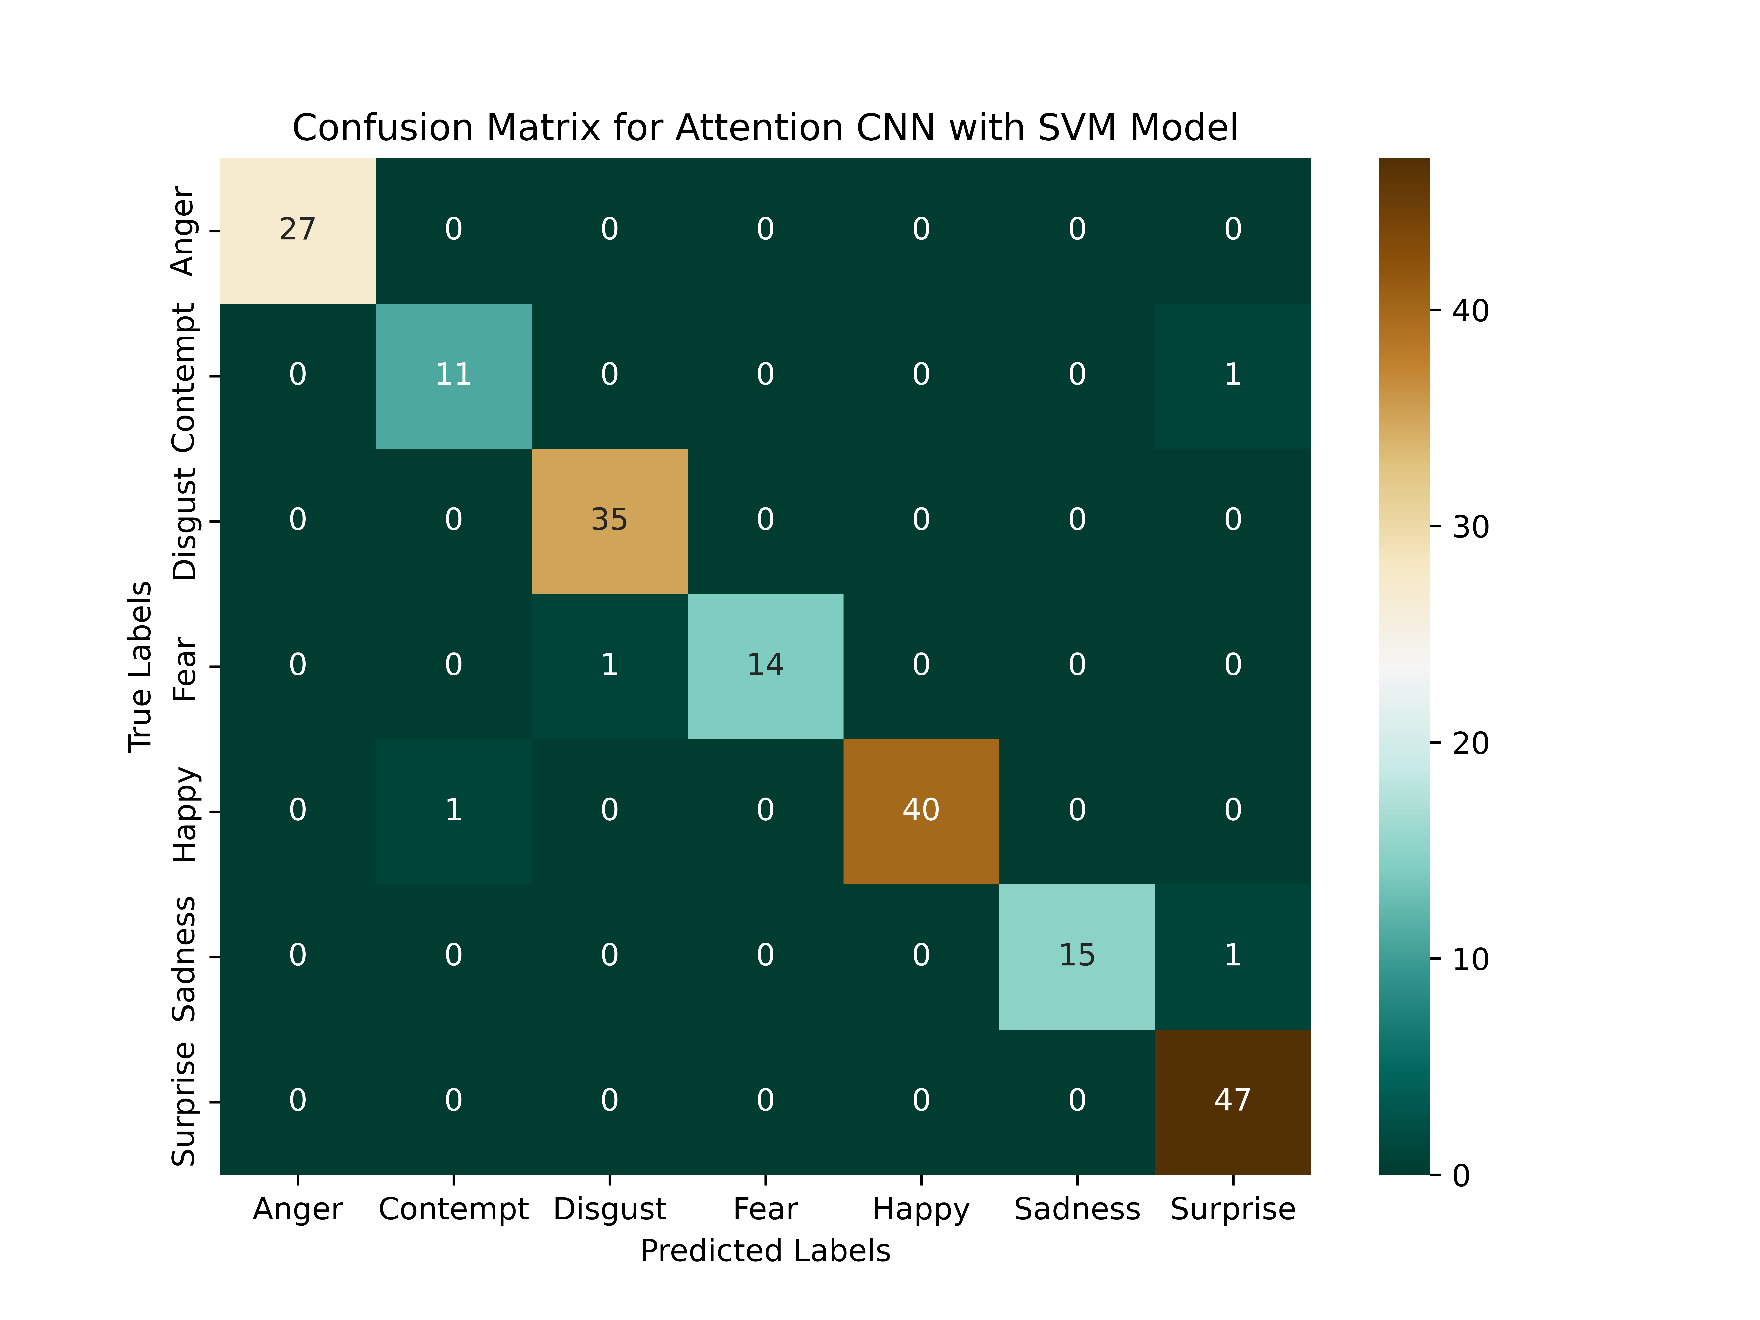 Confusion Matrix for Attention CNN with SVM Model
True Labels
Anger
27 0 0 0 0 0 0
Contempt
0 11 0 0 0 0 1
Disgust
0 0 35 0 0 0 0
Fear
0 0 1 14 0 0 0
Happy
0 1 0 0 40 0 0
Sadness
0 0 0 0 0 15 1
Surprise
0 0 0 0 0 0 47
Anger Contempt Disgust Fear Happy Sadness Surprise
Predicted Labels
40
30
20
10
0